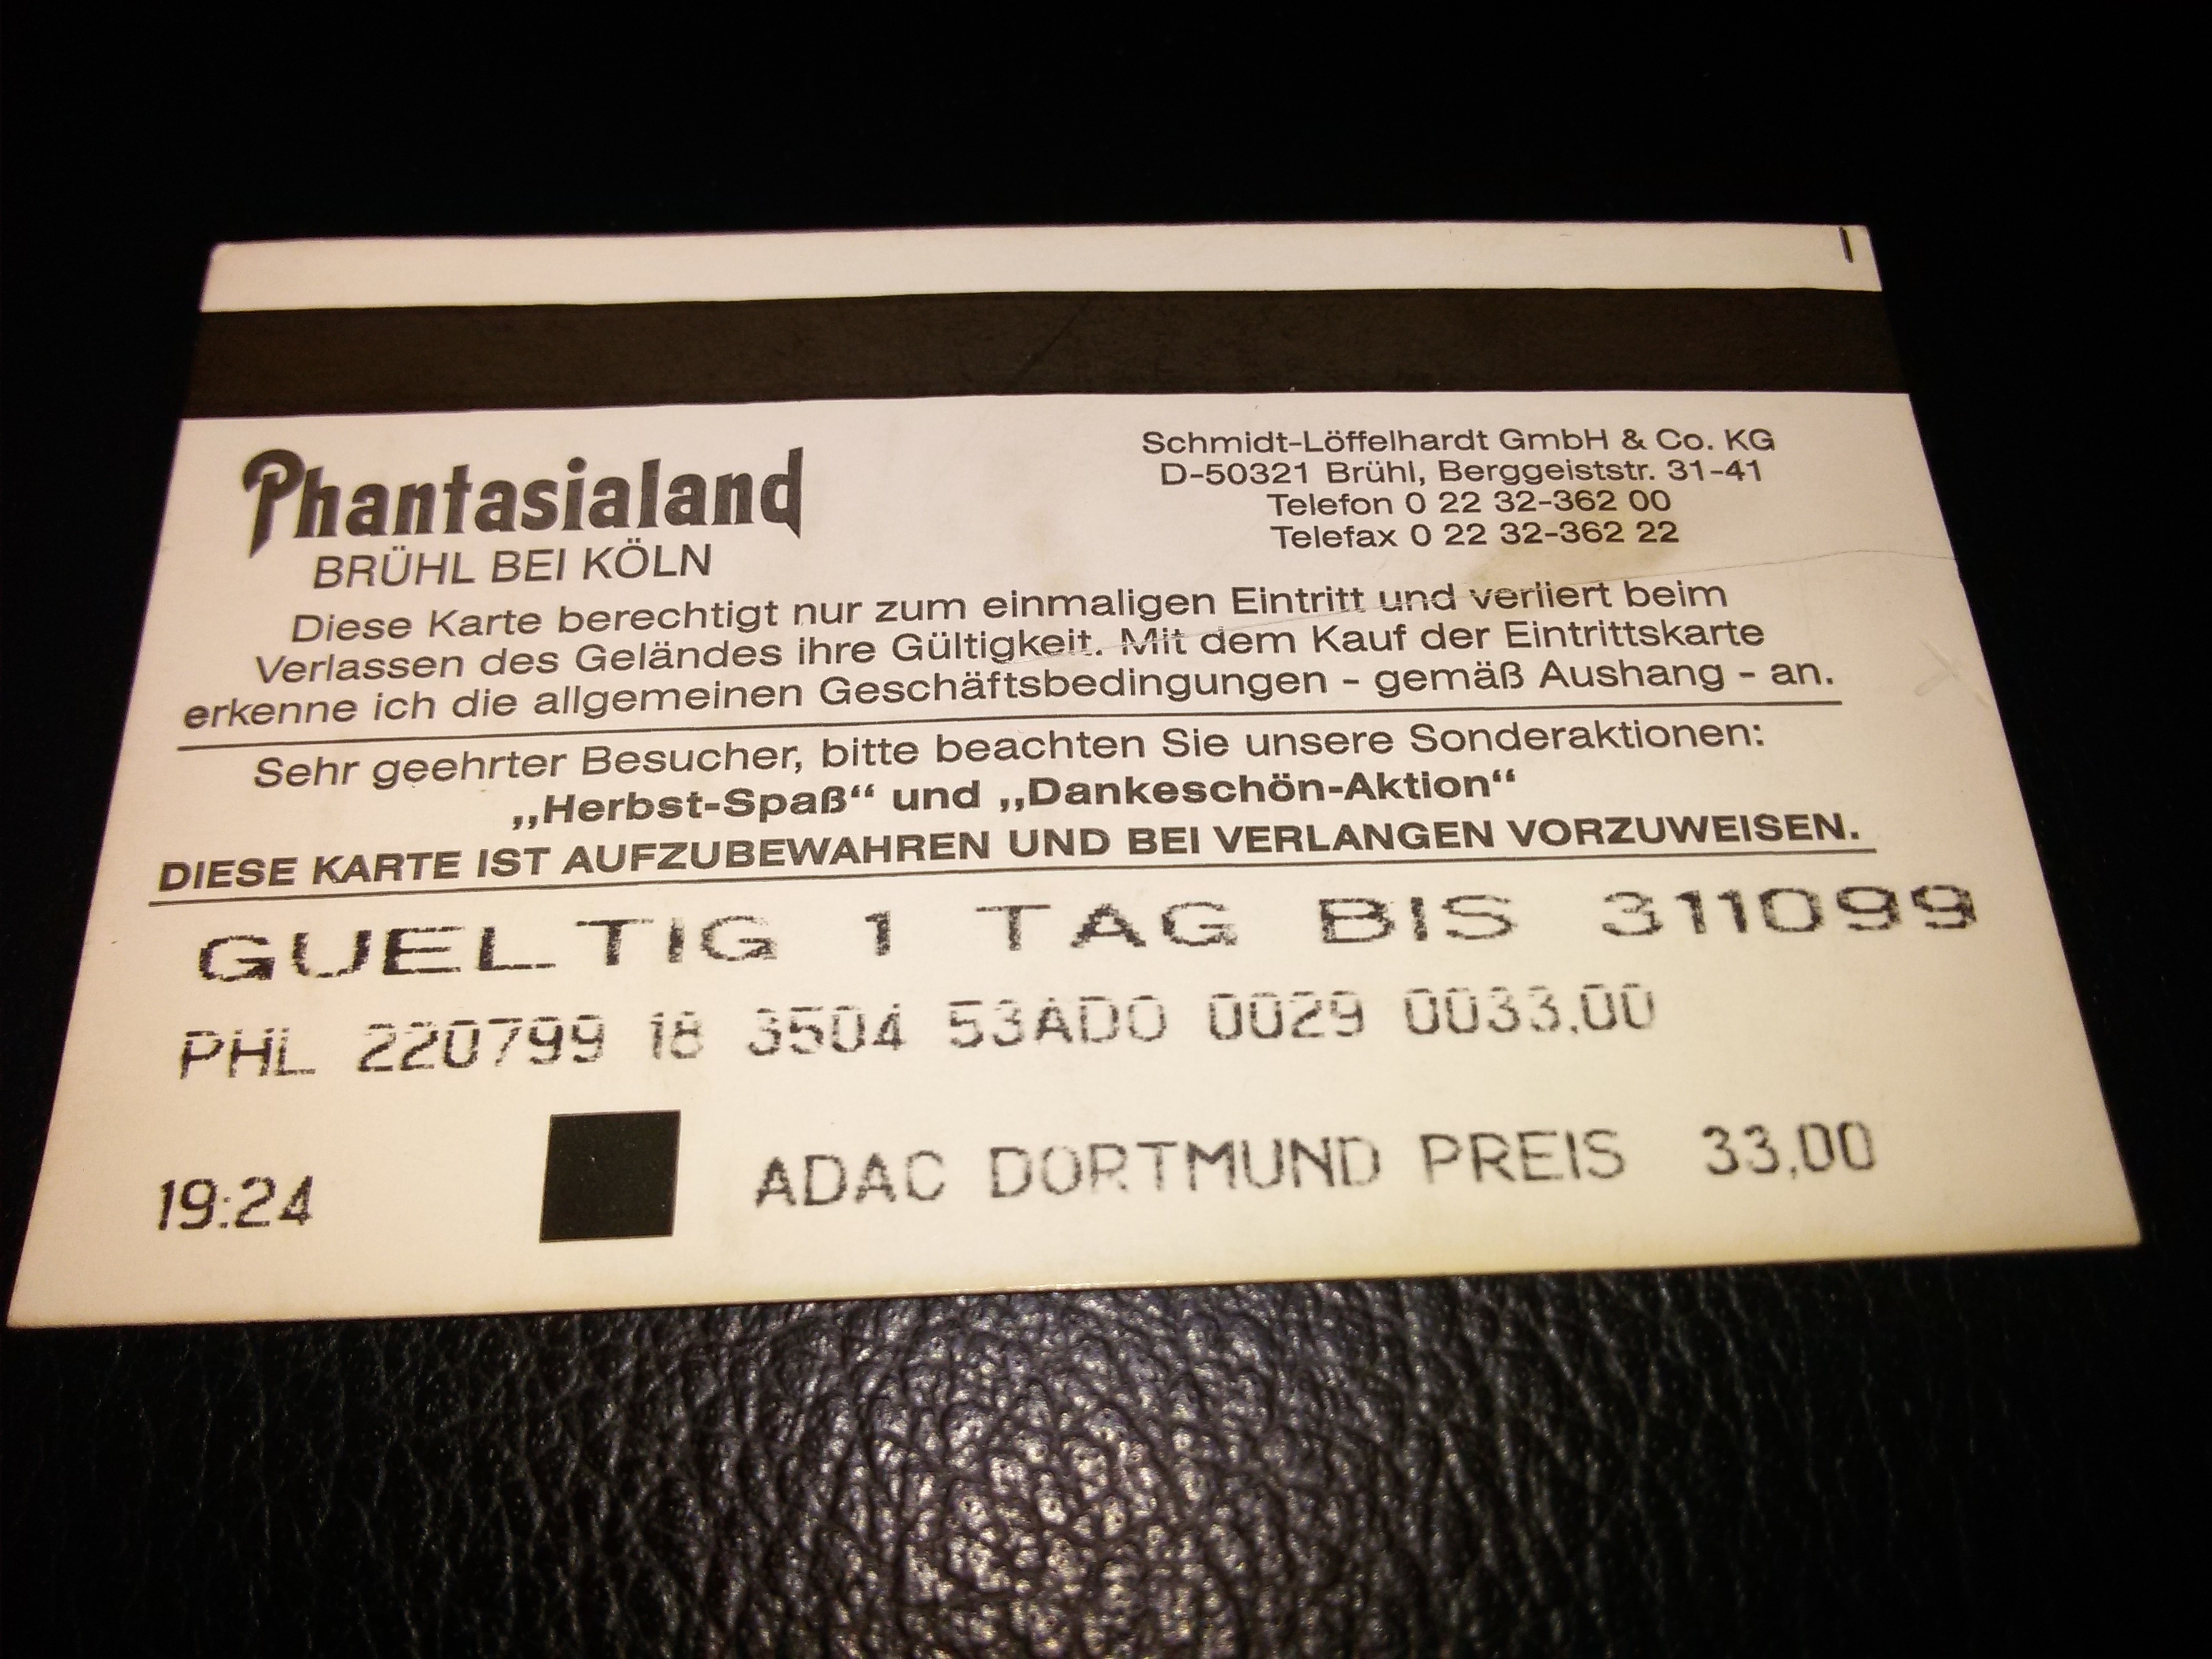 Phantasialand
BRÜHL BEI KÖLN
Schmidt-Löffelhardt GmbH & Co. KG
D-50321 Brühl, Berggeiststr. 31-41
Telefon 0 22 32-362 00
Telefax 0 22 32-362 22
Diese Karte berechtigt nur zum einmaligen Eintritt und verliert beim
Verlassen des Geländes ihre Gültigkeit. Mit dem Kauf der Eintrittskarte
erkenne ich die allgemeinen Geschäftsbedingungen - gemäß Aushang - an.
Sehr geehrter Besucher, bitte beachten Sie unsere Sonderaktionen:
„Herbst-Spaß“ und „Dankeschön-Aktion“
DIESE KARTE IST AUFZUBEWAHREN UND BEI VERLANGEN VORZUWEISEN.
GUELTIG 1 TAG BIS 311099
PHL 220799 18 3504 53ADO 0029 0033,00
19:24 ADAC DORTMUND PREIS 33,00